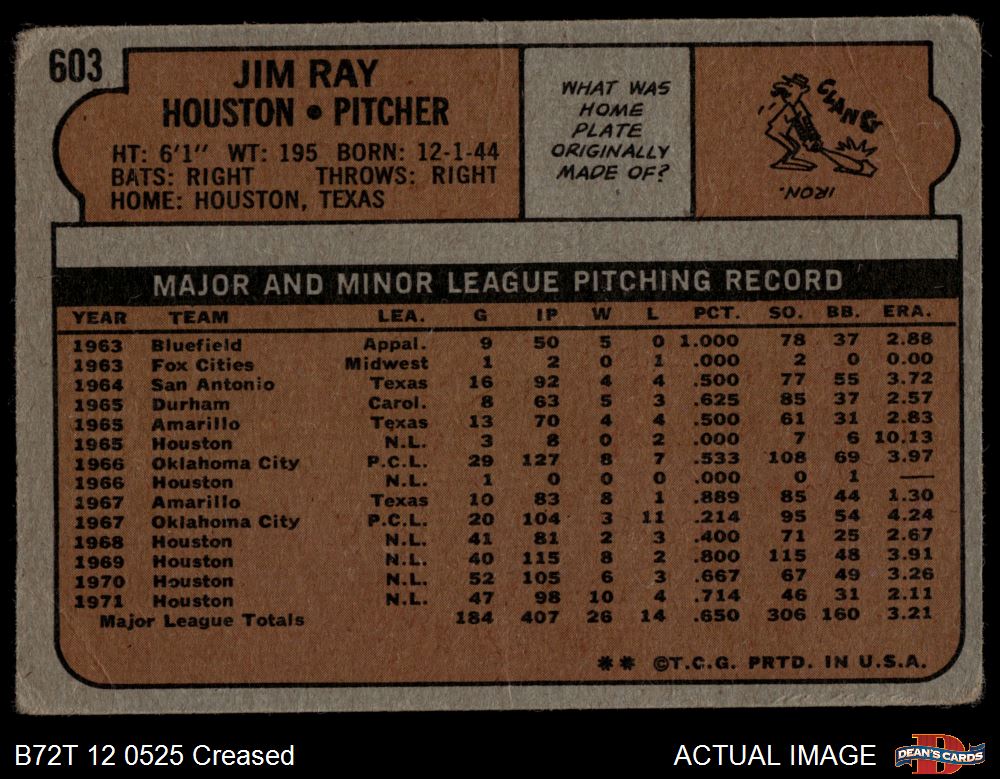 603
JIM RAY
HOUSTON • PITCHER
HT: 6'1" WT: 195 BORN: 12-1-44
BATS: RIGHT THROWS: RIGHT
HOME: HOUSTON, TEXAS
WHAT WAS
HOME
PLATE
ORIGINALLY
MADE OF?
CLANG
IRON.
MAJOR AND MINOR LEAGUE PITCHING RECORD
YEAR TEAM LEA. G IP W L PCT. SO. BB. ERA.
1963 Bluefield Appal. 9 50 5 0 1.000 78 37 2.88
1963 Fox Cities Midwest 1 2 0 1 .000 2 0 0.00
1964 San Antonio Texas 16 92 4 4 .500 77 55 3.72
1965 Durham Carol. 8 63 5 3 .625 85 37 2.57
1965 Amarillo Texas 13 70 4 4 .500 61 31 2.83
1965 Houston N.L. 3 8 0 2 .000 7 6 10.13
1966 Oklahoma City P.C.L. 29 127 8 7 .533 108 69 3.97
1966 Houston N.L. 1 0 0 0 .000 0 1 —
1967 Amarillo Texas 10 83 8 1 .889 85 44 1.30
1967 Oklahoma City P.C.L. 20 104 3 11 .214 95 54 4.24
1968 Houston N.L. 41 81 2 3 .400 71 25 2.67
1969 Houston N.L. 40 115 8 2 .800 115 48 3.91
1970 Houston N.L. 52 105 6 3 .667 67 49 3.26
1971 Houston N.L. 47 98 10 4 .714 46 31 2.11
Major League Totals 184 407 26 14 .650 306 160 3.21
** ©T.C.G. PRTD. IN U.S.A.
B72T 12 0525 Creased
ACTUAL IMAGE
DEAN'S CARDS